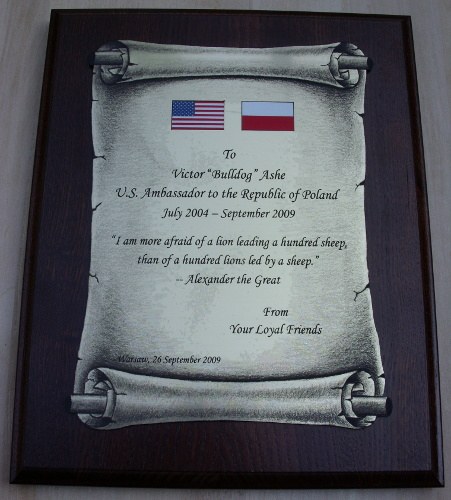 To
Victor "Bulldog" Ashe
U.S. Ambassador to the Republic of Poland
July 2004 – September 2009
"I am more afraid of a lion leading a hundred sheep,
than of a hundred lions led by a sheep."
– Alexander the Great
From
Your Loyal Friends
Warsaw, 26 September 2009